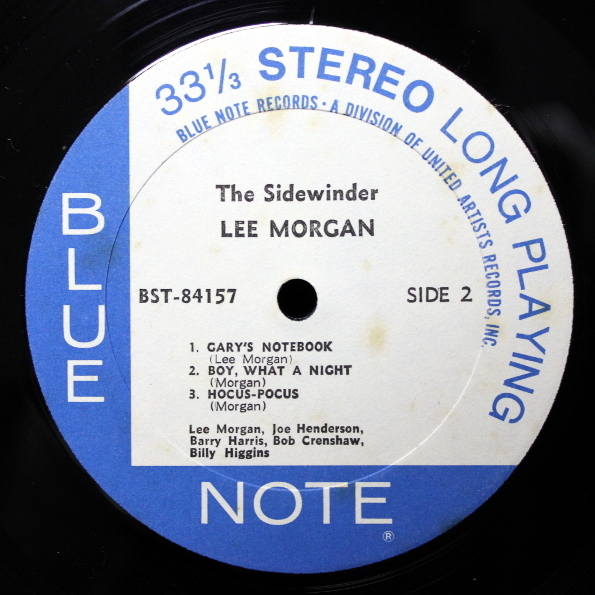 33⅓ STEREO LONG PLAYING
BLUE NOTE RECORDS · A DIVISION OF UNITED ARTISTS RECORDS, INC.
The Sidewinder
LEE MORGAN
BLUE
BST-84157
SIDE 2
1. GARY'S NOTEBOOK
(Lee Morgan)
2. BOY, WHAT A NIGHT
(Morgan)
3. HOCUS-POCUS
(Morgan)
Lee Morgan, Joe Henderson,
Barry Harris, Bob Crenshaw,
Billy Higgins
NOTE
®